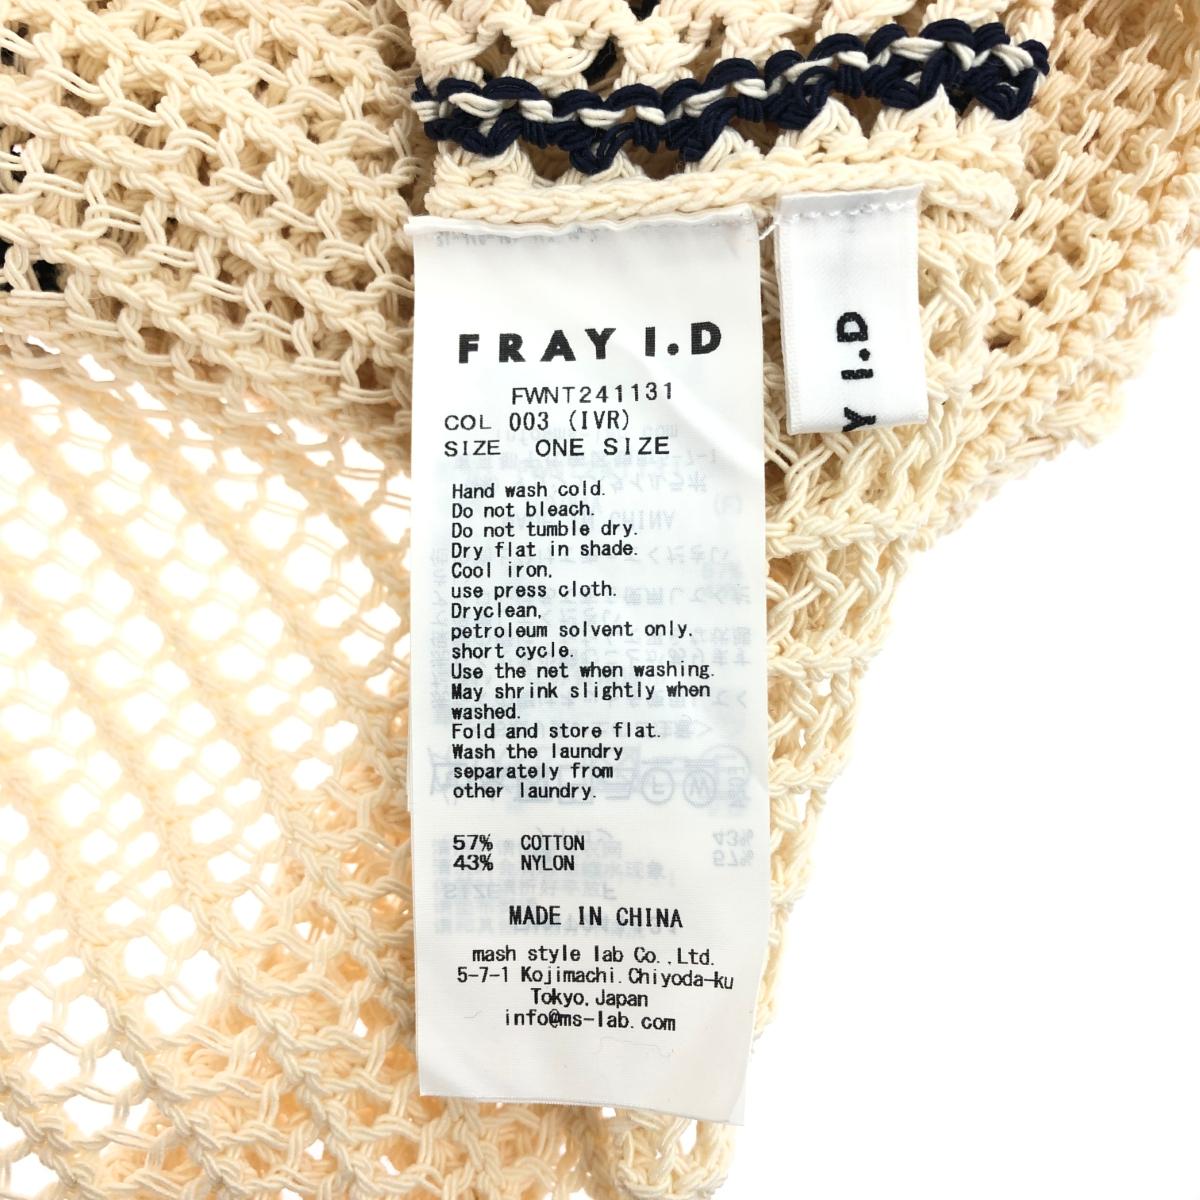 FRAY I.D
FWNT241131
COL 003 (IVR)
SIZE ONE SIZE
Hand wash cold.
Do not bleach.
Do not tumble dry.
Dry flat in shade.
Cool iron,
use press cloth.
Dryclean,
petroleum solvent only,
short cycle.
Use the net when washing.
May shrink slightly when
washed.
Fold and store flat.
Wash the laundry
separately from
other laundry.
57% COTTON
43% NYLON
MADE IN CHINA
mash style lab Co.,Ltd.
5-7-1 Kojimachi.Chiyoda-ku
Tokyo,Japan
info@ms-lab.com
Y I.D